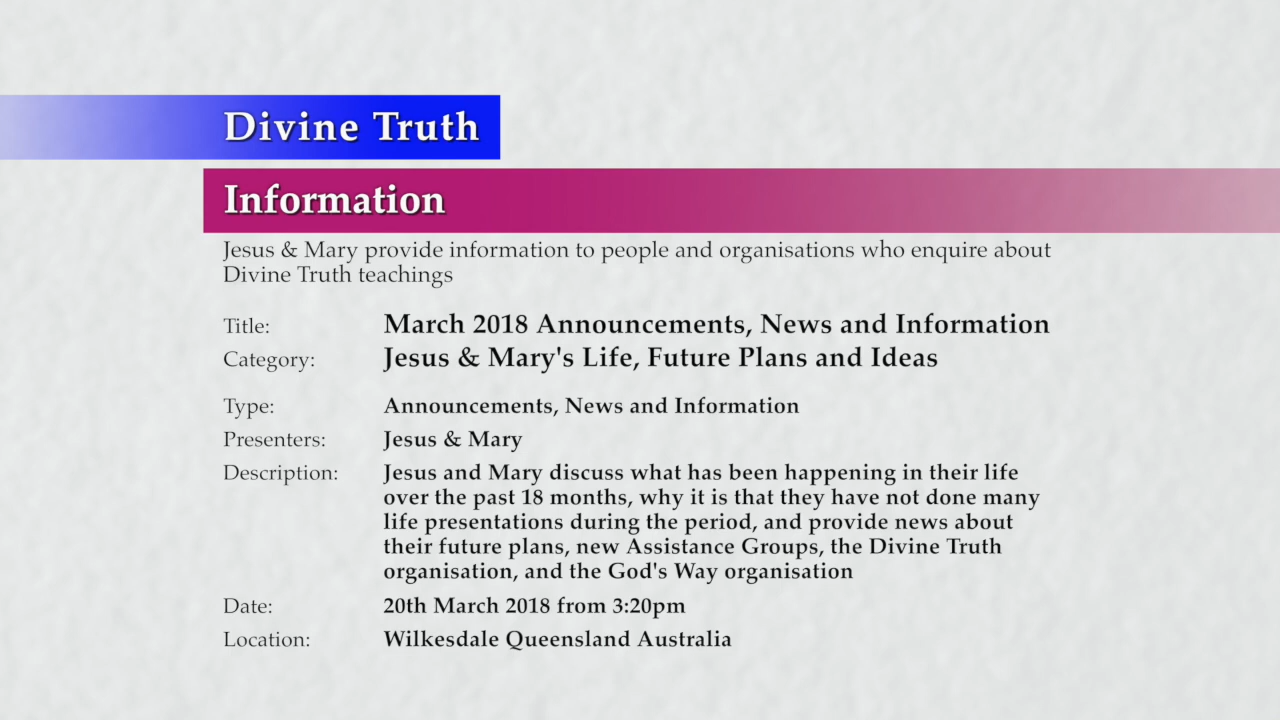 Divine Truth
Information
Jesus & Mary provide information to people and organisations who enquire about
Divine Truth teachings
Title: March 2018 Announcements, News and Information
Category: Jesus & Mary's Life, Future Plans and Ideas
Type: Announcements, News and Information
Presenters: Jesus & Mary
Description: Jesus and Mary discuss what has been happening in their life
over the past 18 months, why it is that they have not done many
life presentations during the period, and provide news about
their future plans, new Assistance Groups, the Divine Truth
organisation, and the God's Way organisation
Date: 20th March 2018 from 3:20pm
Location: Wilkesdale Queensland Australia